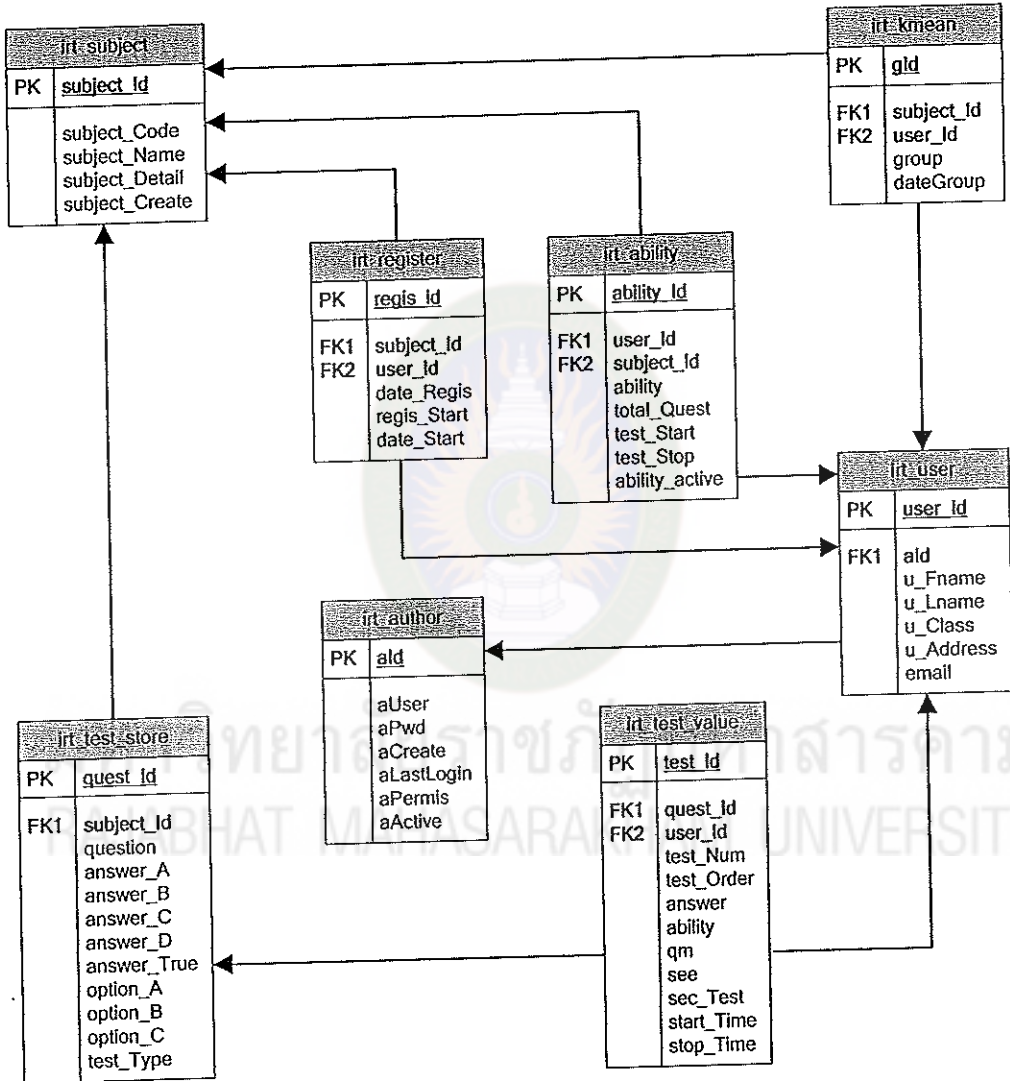 irt_subject
PK subject_Id
subject_Code
subject_Name
subject_Detail
subject_Create
irt_kmean
PK gId
FK1 subject_Id
FK2 user_Id
group
dateGroup
irt_register
PK regis_Id
FK1 subject_Id
FK2 user_Id
date_Regis
regis_Start
date_Start
irt_ability
PK ability_Id
FK1 user_Id
FK2 subject_Id
ability
total_Quest
test_Start
test_Stop
ability_active
irt_user
PK user_Id
FK1 aId
u_Fname
u_Lname
u_Class
u_Address
email
irt_author
PK aId
aUser
aPwd
aCreate
aLastLogin
aPermis
aActive
irt_test_store
PK quest_Id
FK1 subject_Id
question
answer_A
answer_B
answer_C
answer_D
answer_True
option_A
option_B
option_C
test_Type
irt_test_value
PK test_Id
FK1 quest_Id
FK2 user_Id
test_Num
test_Order
answer
ability
qm
see
sec_Test
start_Time
stop_Time